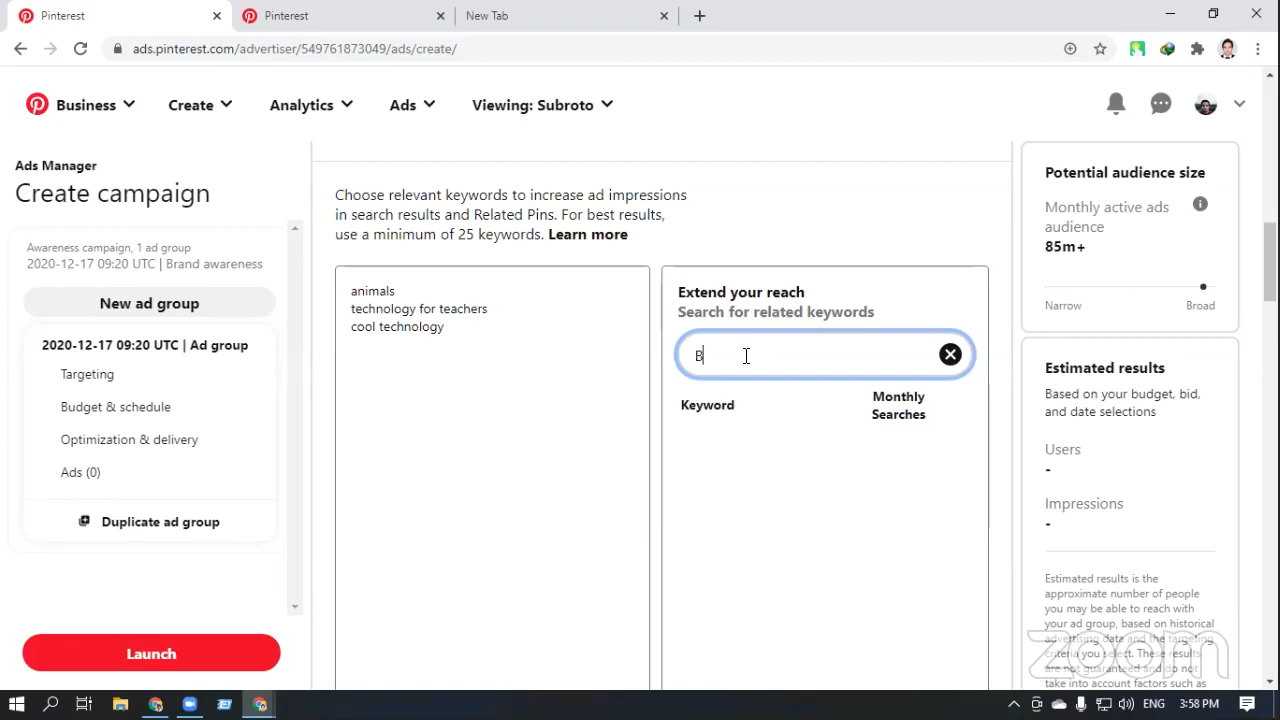 Pinterest
Pinterest
New Tab
ads.pinterest.com/advertiser/549761873049/ads/create/
Business
Create
Analytics
Ads
Viewing: Subroto
Ads Manager
Create campaign
Awareness campaign, 1 ad group
2020-12-17 09:20 UTC | Brand awareness
New ad group
2020-12-17 09:20 UTC | Ad group
Targeting
Budget & schedule
Optimization & delivery
Ads (0)
Duplicate ad group
Launch
Choose relevant keywords to increase ad impressions
in search results and Related Pins. For best results,
use a minimum of 25 keywords. Learn more
animals
technology for teachers
cool technology
Extend your reach
Search for related keywords
B
Keyword
Monthly
Searches
Potential audience size
Monthly active ads
audience
85m+
Narrow
Broad
Estimated results
Based on your budget, bid,
and date selections
Users
-
Impressions
-
Estimated results is the
approximate number of people
you may be able to reach with
your ad group, based on historical
advertising data and the targeting
criteria you select. These results
are not guaranteed and do not
take into account factors such as
zoom
ENG
3:58 PM